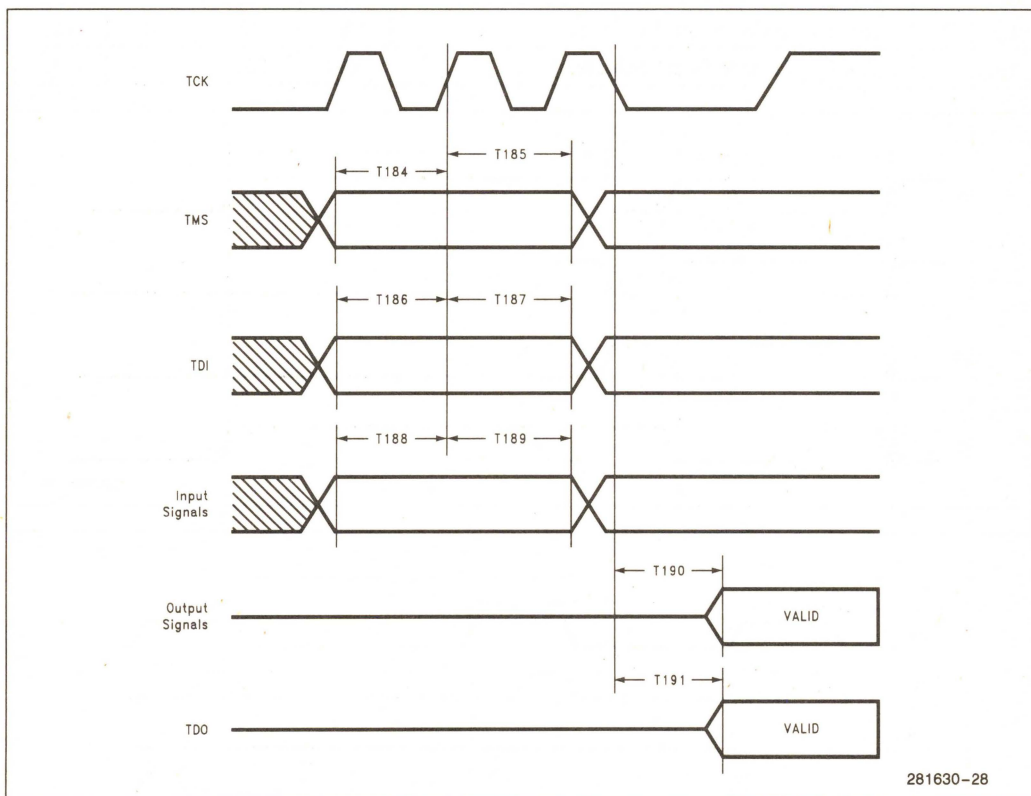 TCK
T185
T184
TMS
T186
T187
TDI
T188
T189
Input
Signals
T190
Output
Signals
VALID
T191
TDO
VALID
281630-28